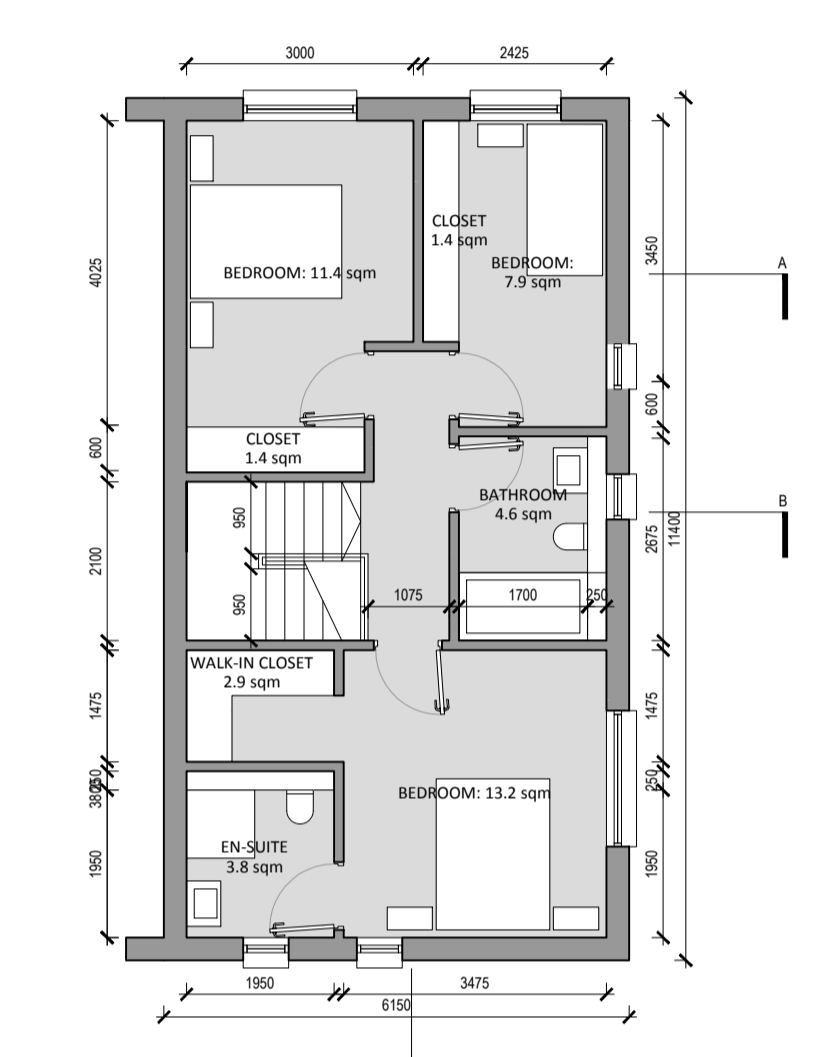 3000
2425
CLOSET
1.4 sqm
BEDROOM: 11.4 sqm
BEDROOM:
7.9 sqm
A
4025
3450
600
600
CLOSET
1.4 sqm
BATHROOM
4.6 sqm
B
950
2100
2675
11400
950
1075
1700
250
WALK-IN CLOSET
2.9 sqm
1475
1475
250
BEDROOM: 13.2 sqm
EN-SUITE
3.8 sqm
1950
1950
1950
3475
6150